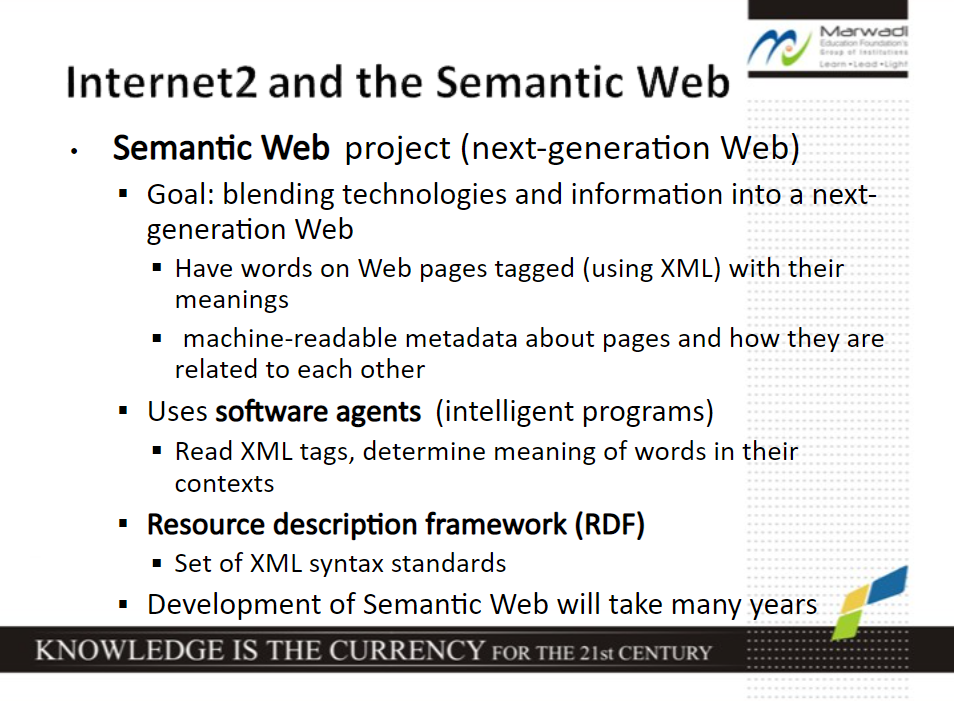 Marwadi
Education Foundation's
Group of Institutions
Learn •Lead •Light
Internet2 and the Semantic Web
• Semantic Web project (next-generation Web)
▪ Goal: blending technologies and information into a next-
generation Web
▪ Have words on Web pages tagged (using XML) with their
meanings
▪ machine-readable metadata about pages and how they are
related to each other
▪ Uses software agents (intelligent programs)
▪ Read XML tags, determine meaning of words in their
contexts
▪ Resource description framework (RDF)
▪ Set of XML syntax standards
▪ Development of Semantic Web will take many years
KNOWLEDGE IS THE CURRENCY FOR THE 21st CENTURY